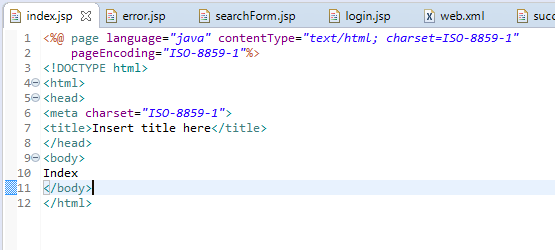 index.jsp error.jsp searchForm.jsp login.jsp web.xml
1 <%@ page language="java" contentType="text/html; charset=ISO-8859-1"
2 pageEncoding="ISO-8859-1"%>
3 <!DOCTYPE html>
4 <html>
5 <head>
6 <meta charset="ISO-8859-1">
7 <title>Insert title here</title>
8 </head>
9 <body>
10 Index
11 </body>
12 </html>